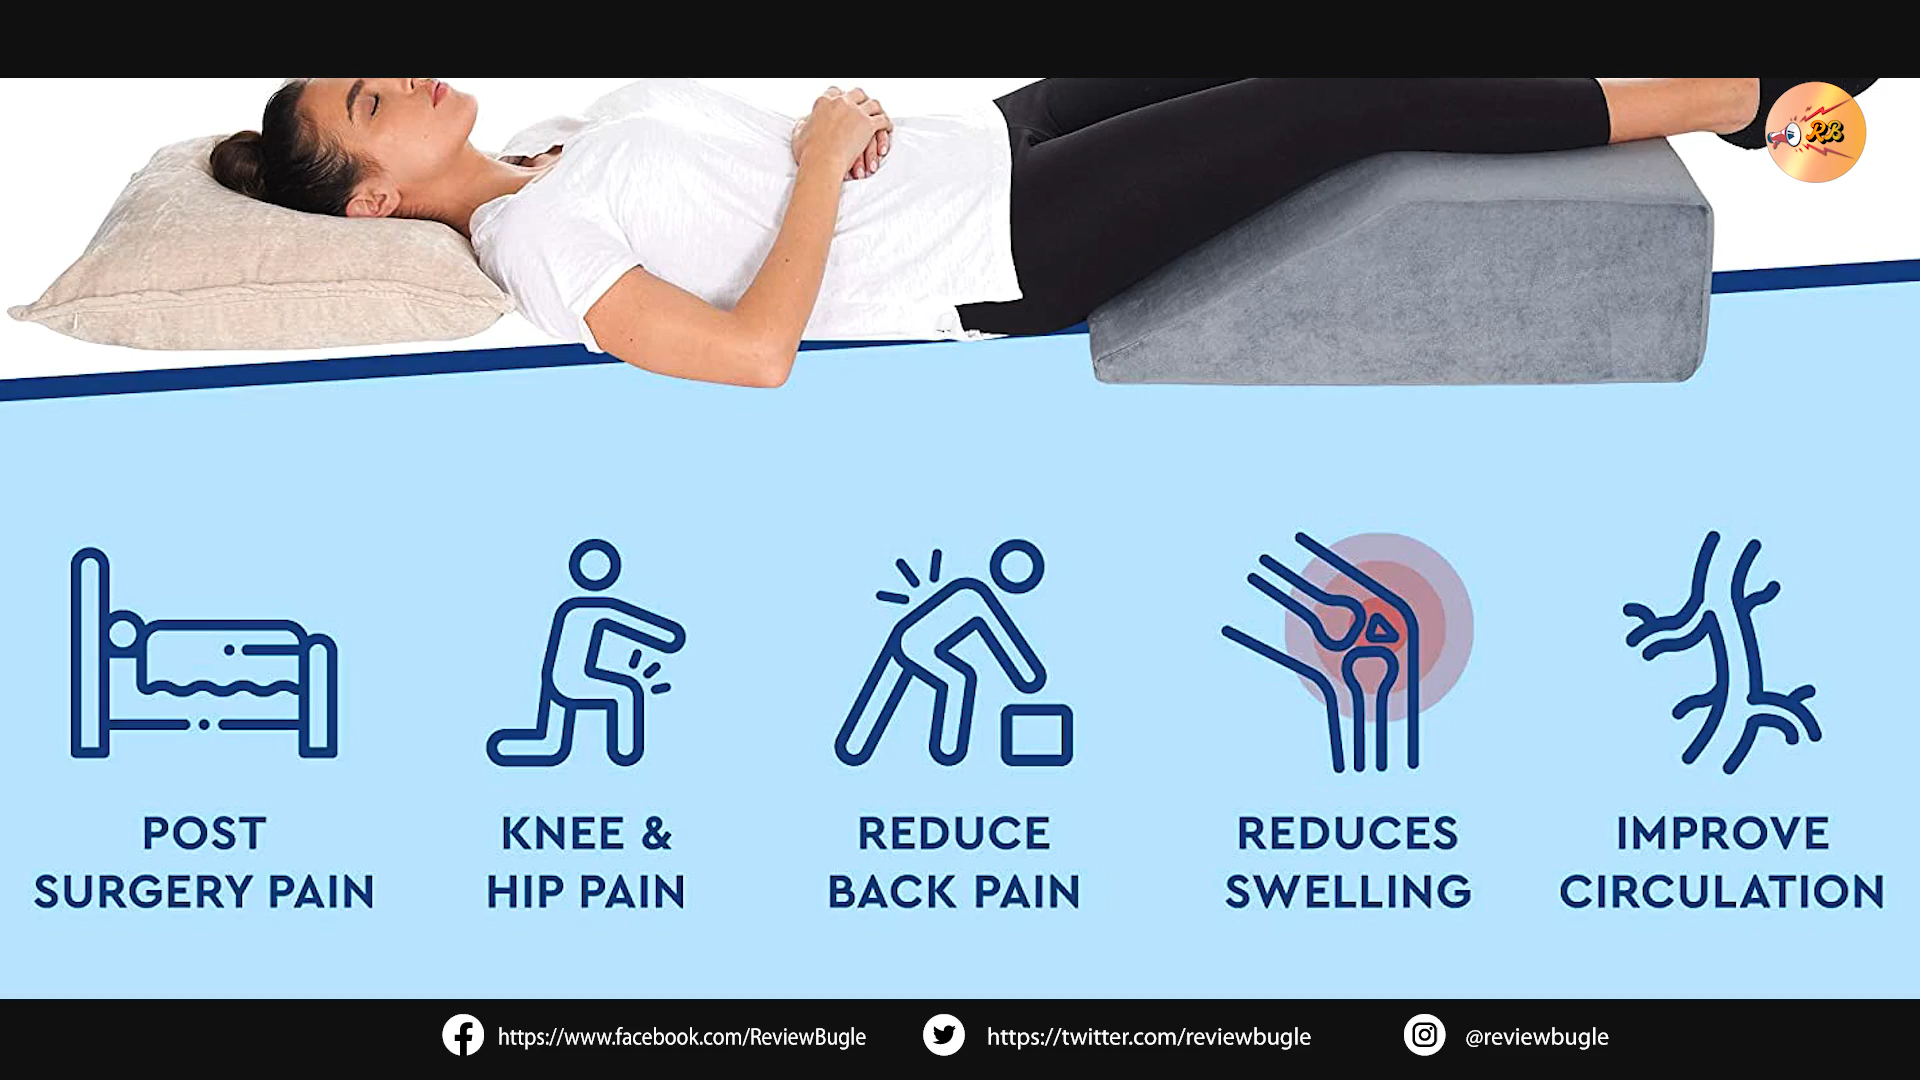 RB
POST
SURGERY PAIN
KNEE &
HIP PAIN
REDUCE
BACK PAIN
REDUCES
SWELLING
IMPROVE
CIRCULATION
https://www.facebook.com/ReviewBugle
https://twitter.com/reviewbugle
@reviewbugle